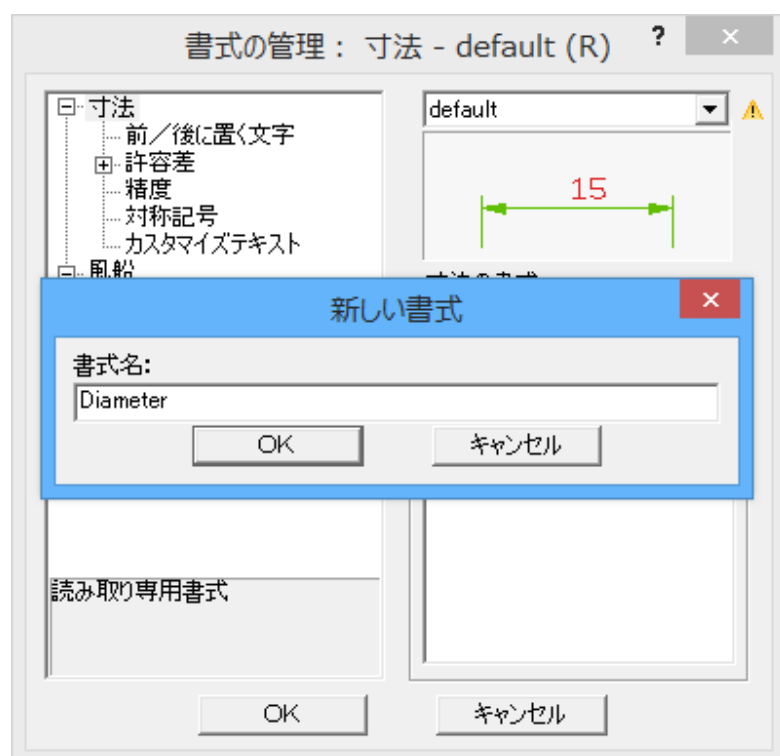 書式の管理： 寸法 - default (R)
?
×
寸法
前／後に置く文字
許容差
精度
対称記号
カスタマイズテキスト
風船
default
15
新しい書式
×
書式名:
Diameter
OK
キャンセル
読み取り専用書式
OK
キャンセル